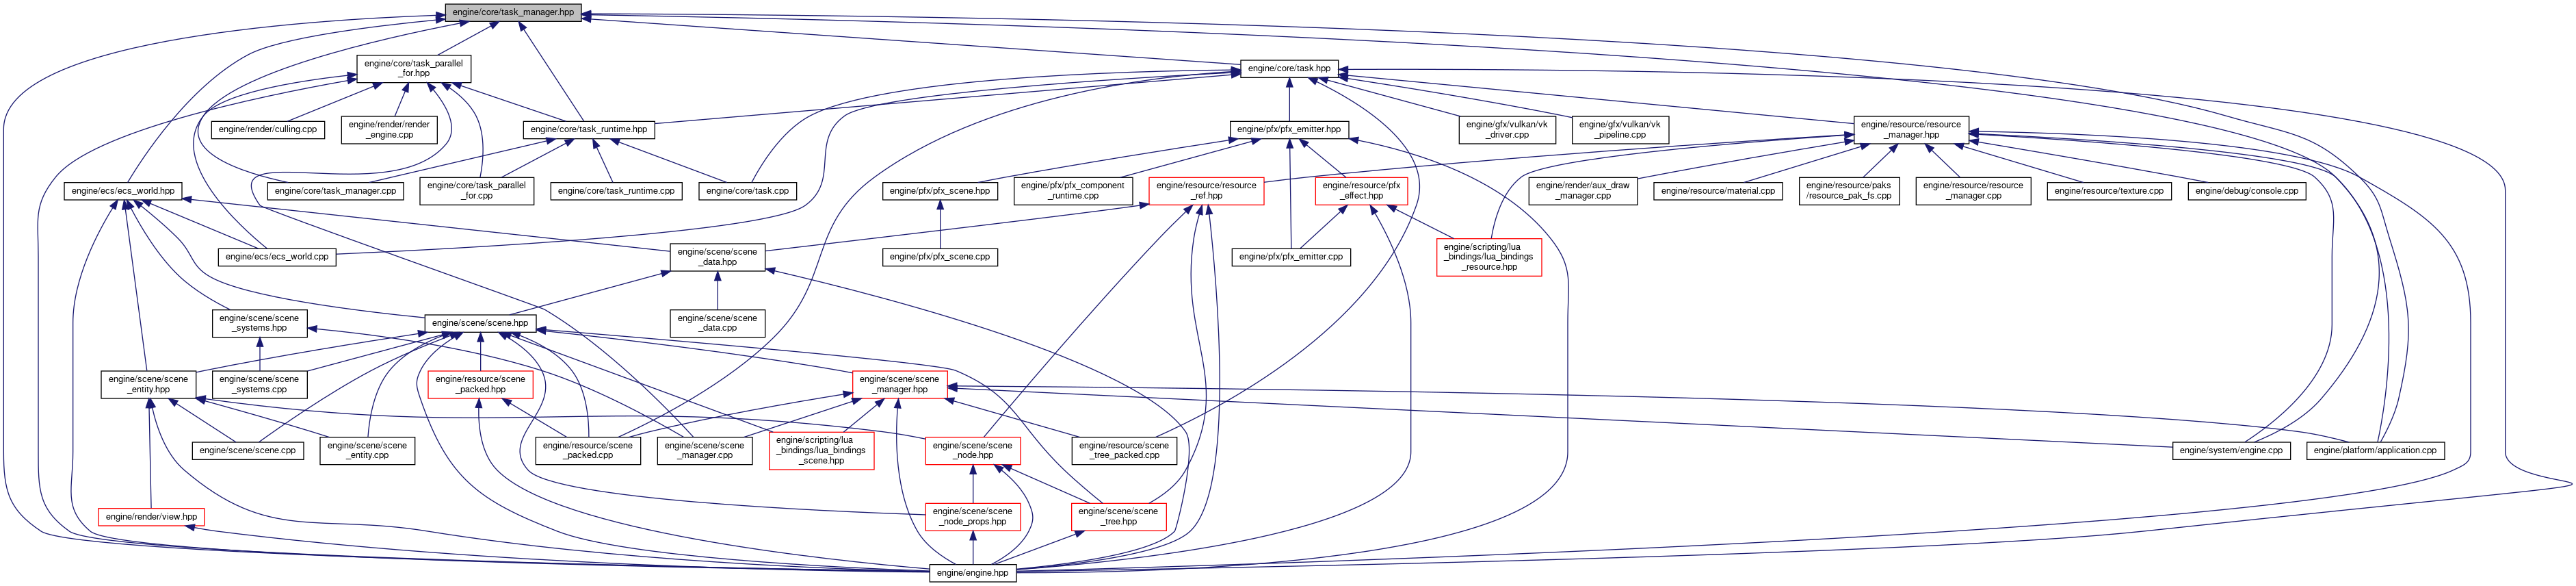 engine/core/task_manager.hpp
engine/core/task_parallel
_for.hpp
engine/core/task.hpp
engine/render/culling.cpp
engine/render/render
_engine.cpp
engine/core/task_runtime.hpp
engine/pfx/pfx_emitter.hpp
engine/gfx/vulkan/vk
_driver.cpp
engine/gfx/vulkan/vk
_pipeline.cpp
engine/resource/resource
_manager.hpp
engine/ecs/ecs_world.hpp
engine/core/task_manager.cpp
engine/core/task_parallel
_for.cpp
engine/core/task_runtime.cpp
engine/core/task.cpp
engine/pfx/pfx_scene.hpp
engine/pfx/pfx_component
_runtime.cpp
engine/resource/resource
_ref.hpp
engine/resource/pfx
_effect.hpp
engine/render/aux_draw
_manager.cpp
engine/resource/material.cpp
engine/resource/paks
/resource_pak_fs.cpp
engine/resource/resource
_manager.cpp
engine/resource/texture.cpp
engine/debug/console.cpp
engine/ecs/ecs_world.cpp
engine/scene/scene
_data.hpp
engine/pfx/pfx_scene.cpp
engine/pfx/pfx_emitter.cpp
engine/scripting/lua
_bindings/lua_bindings
_resource.hpp
engine/scene/scene
_systems.hpp
engine/scene/scene.hpp
engine/scene/scene
_data.cpp
engine/scene/scene
_entity.hpp
engine/scene/scene
_systems.cpp
engine/resource/scene
_packed.hpp
engine/scene/scene
_manager.hpp
engine/scene/scene.cpp
engine/scene/scene
_entity.cpp
engine/resource/scene
_packed.cpp
engine/scene/scene
_manager.cpp
engine/scripting/lua
_bindings/lua_bindings
_scene.hpp
engine/scene/scene
_node.hpp
engine/resource/scene
_tree_packed.cpp
engine/system/engine.cpp
engine/platform/application.cpp
engine/render/view.hpp
engine/scene/scene
_node_props.hpp
engine/scene/scene
_tree.hpp
engine/engine.hpp